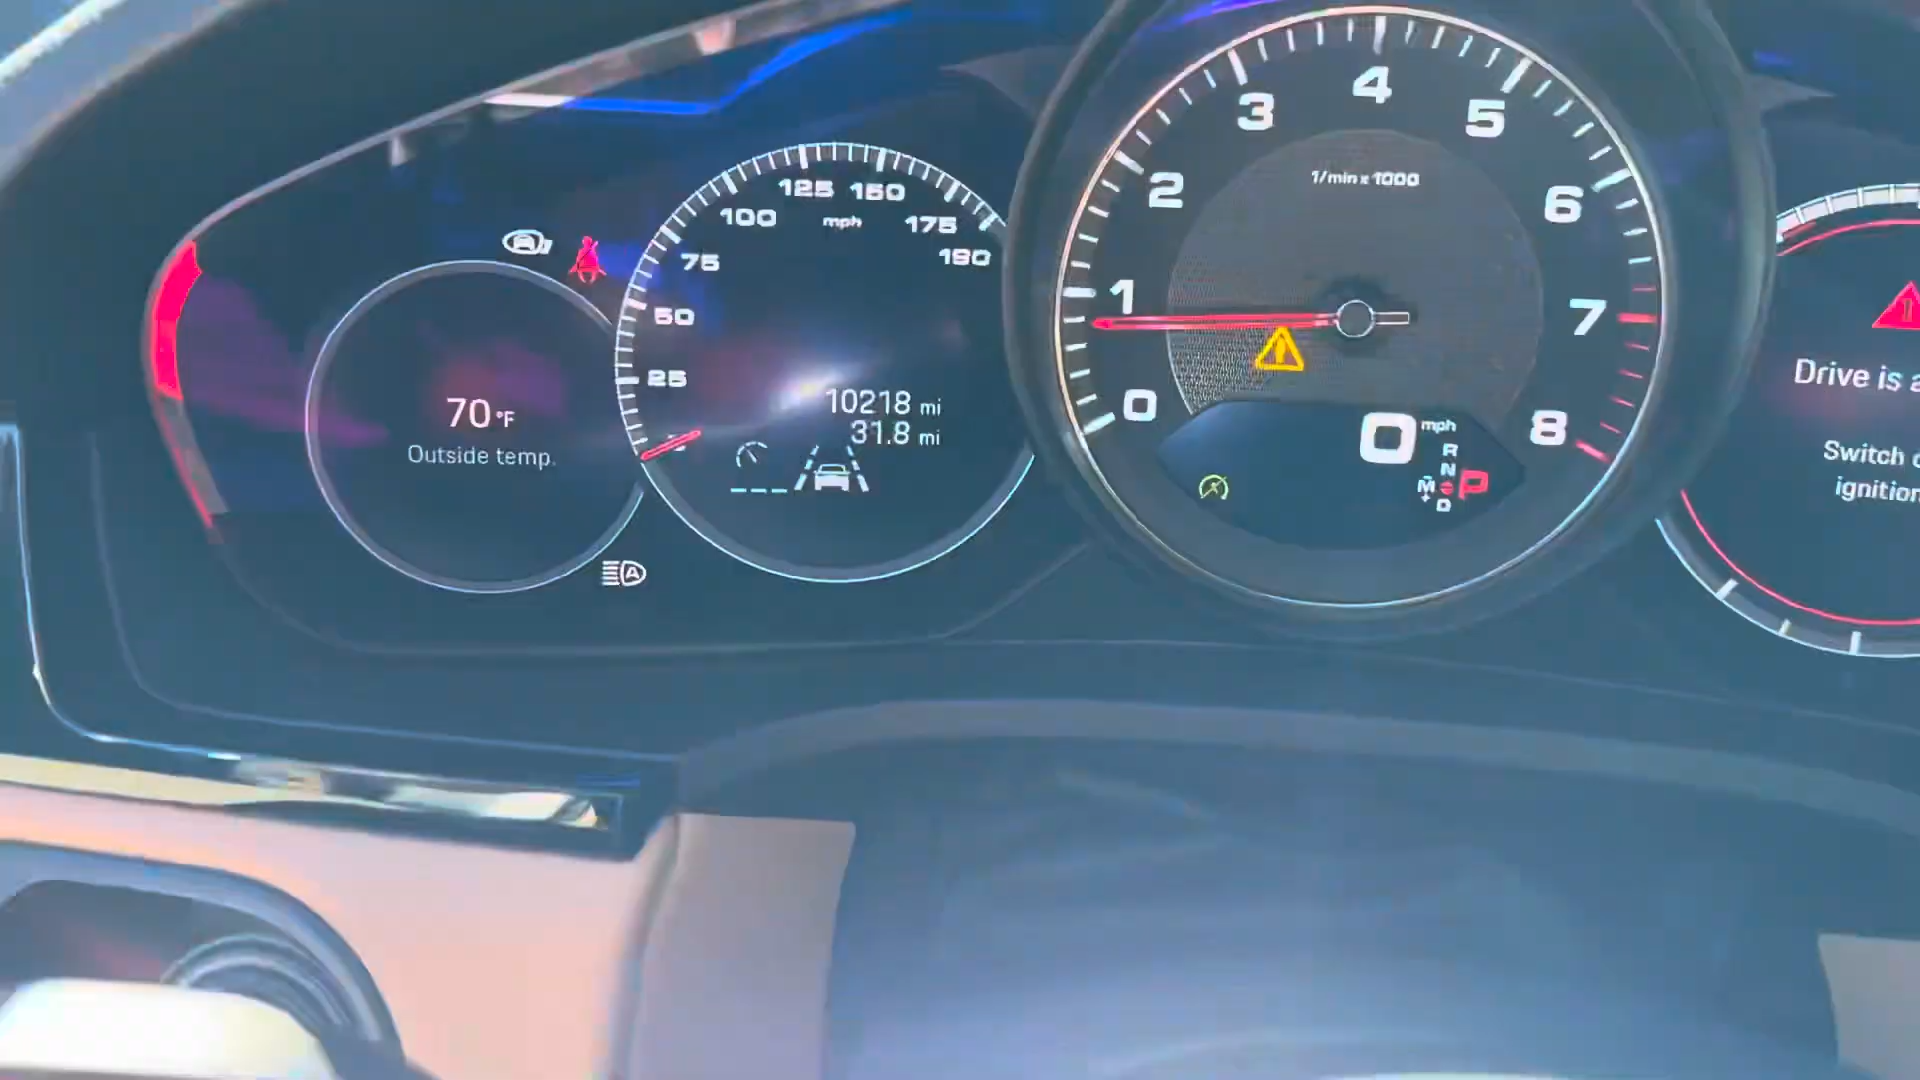 70 °F
Outside temp.
25
50
75
100
125
150
175
190
mph
10218 mi
31.8 mi
0
1
2
3
4
5
6
7
8
1/min x 1000
0 mph
R
N
M
P
D
A
Drive is
Switch
ignition